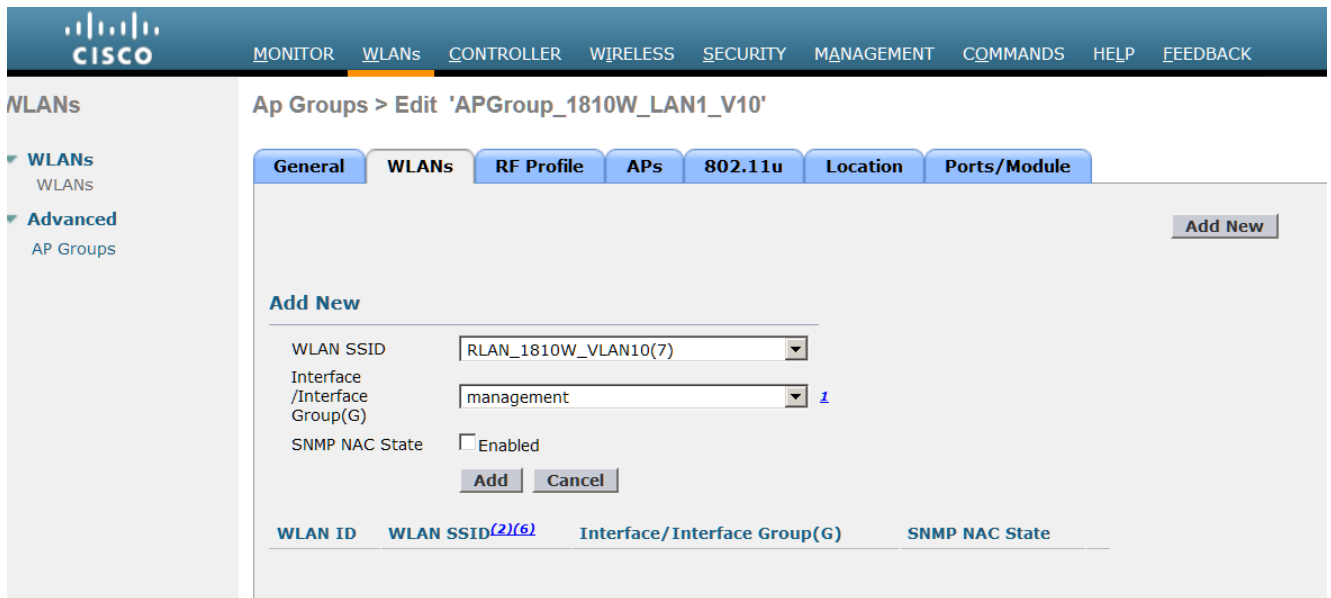 CISCO
MONITOR WLANs CONTROLLER WIRELESS SECURITY MANAGEMENT COMMANDS HELP FEEDBACK
WLANs
Ap Groups > Edit 'APGroup_1810W_LAN1_V10'
WLANs
WLANs
Advanced
AP Groups
General WLANs RF Profile APs 802.11u Location Ports/Module
Add New
Add New
WLAN SSID RLAN_1810W_VLAN10(7)
Interface
/Interface management 1
Group(G)
SNMP NAC State Enabled
Add Cancel
WLAN ID WLAN SSID(2)(6) Interface/Interface Group(G) SNMP NAC State